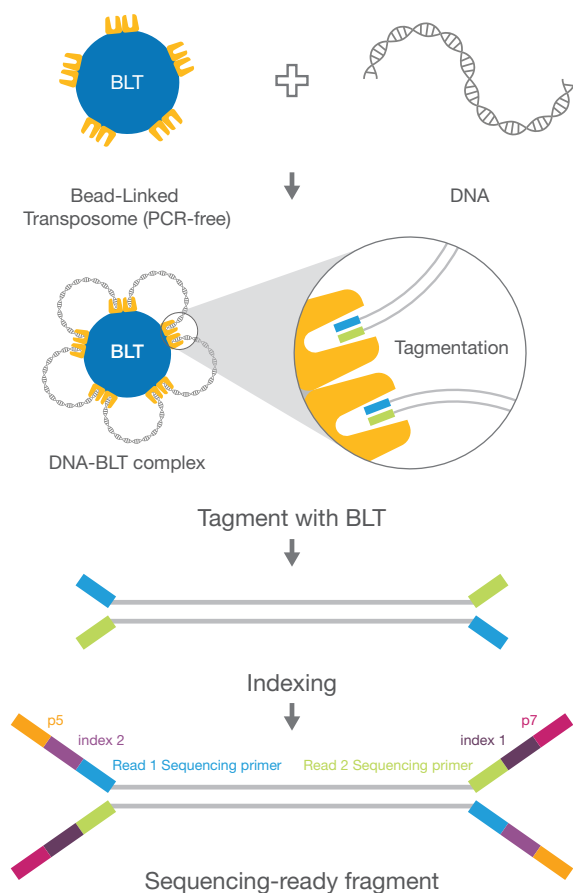 BLT
Bead-Linked
Transposome (PCR-free)
DNA
BLT
Tagmentation
DNA-BLT complex
Tagment with BLT
Indexing
p5
p7
index 2
index 1
Read 1 Sequencing primer
Read 2 Sequencing primer
Sequencing-ready fragment